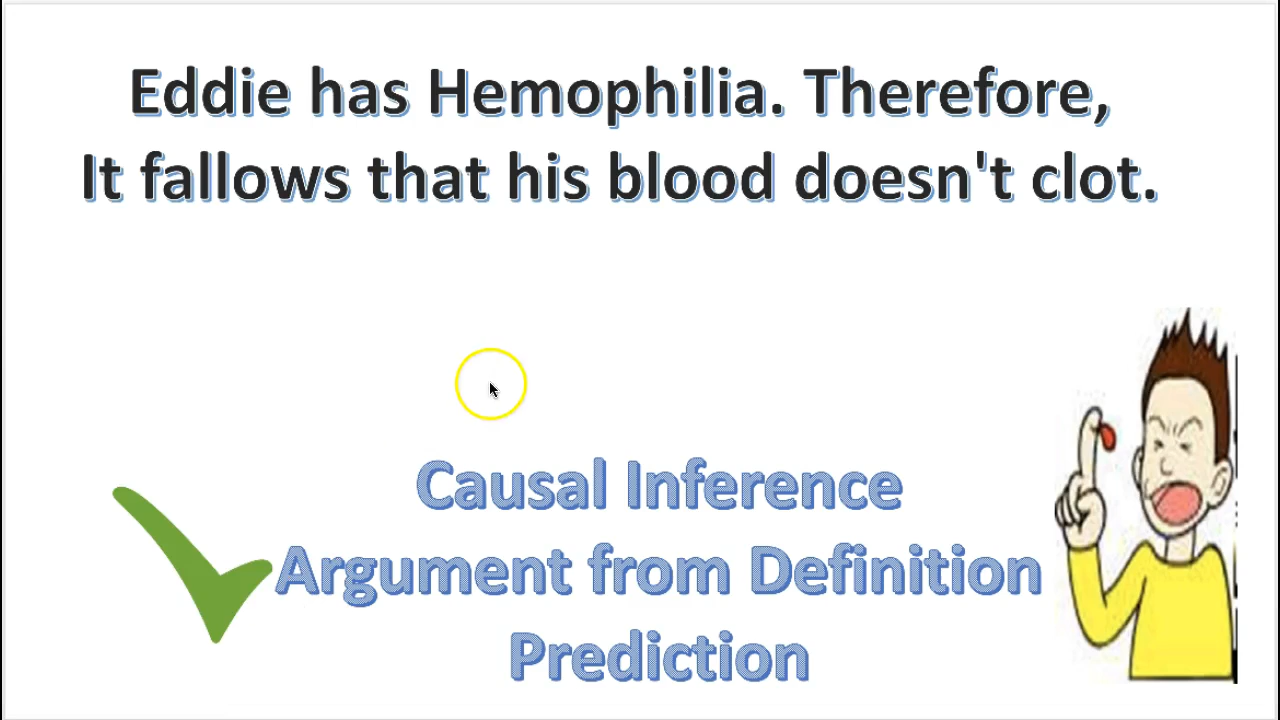 Eddie has Hemophilia. Therefore,
It fallows that his blood doesn't clot.
Causal Inference
Argument from Definition
Prediction